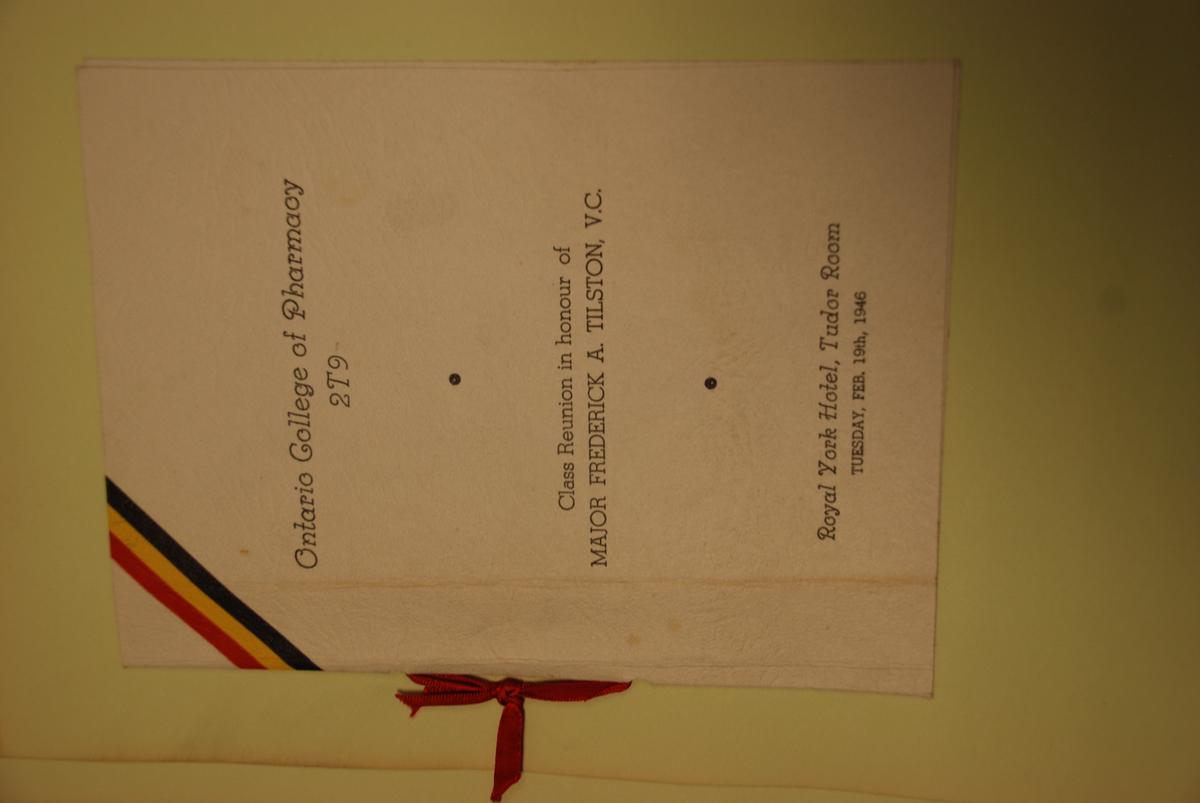 Ontario College of Pharmacy
2T9
Class Reunion in honour of
MAJOR FREDERICK A. TILSTON, V.C.
Royal York Hotel, Tudor Room
TUESDAY, FEB. 19th, 1946